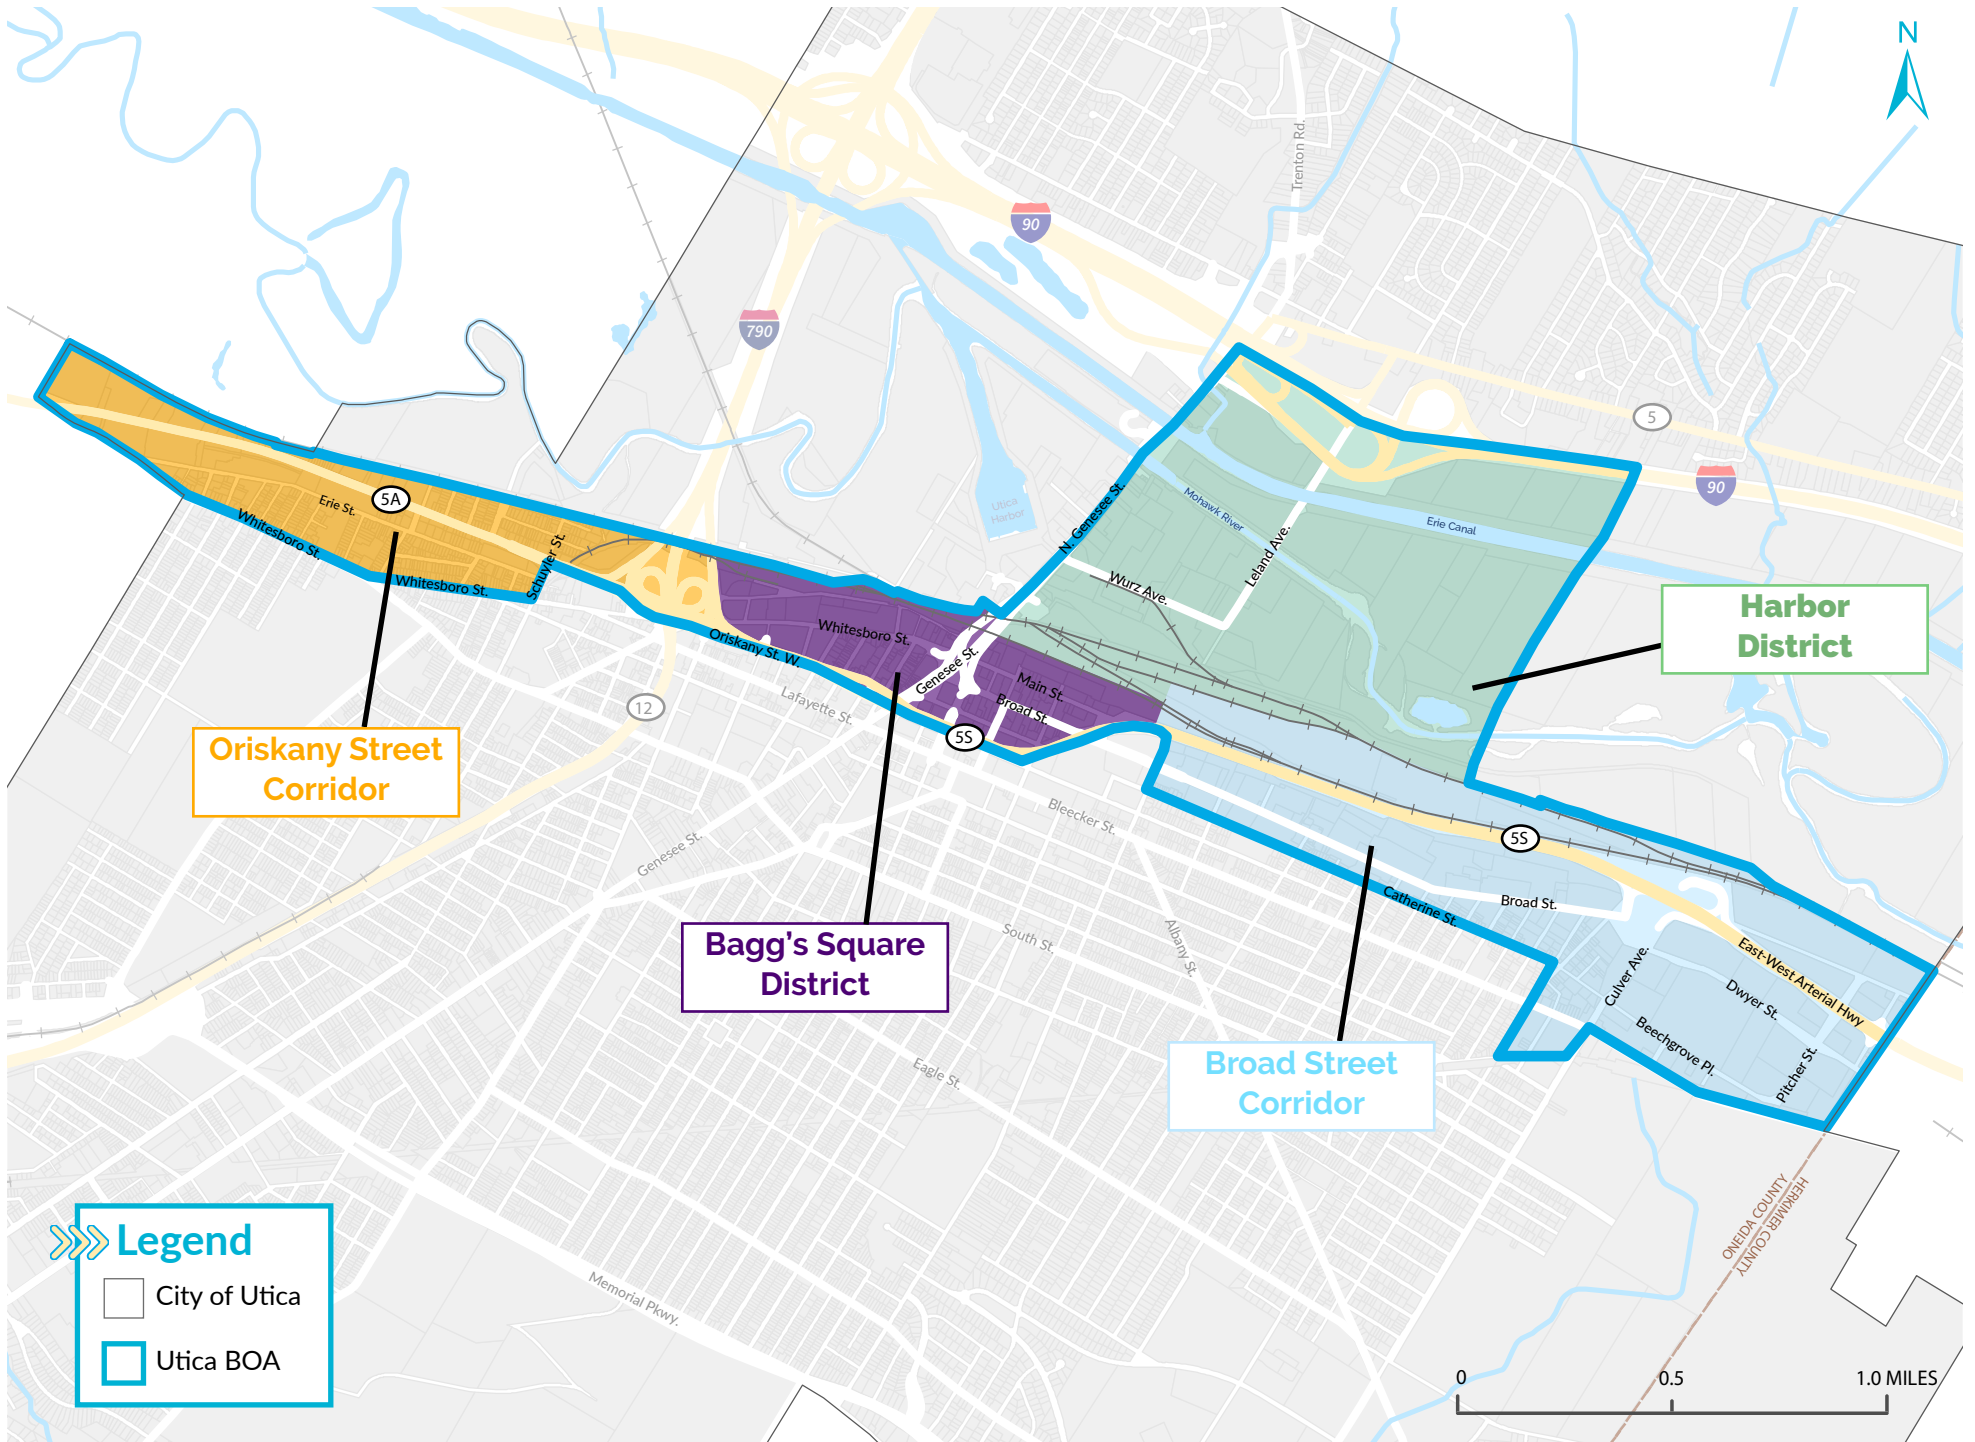 N
Trenton Rd.
90
790
5
90
Utica
Harbor
N. Genesee St.
Mohawk River
Erie Canal
Leland Ave.
Wurz Ave.
Harbor
District
5A
Erie St.
Whitesboro St.
Whitesboro St.
Schuyler St.
Oriskany St. W.
Whitesboro St.
Genesee St.
Main St.
Broad St.
Lafayette St.
12
5S
Oriskany Street
Corridor
Bleecker St.
Genesee St.
5S
Catherine St.
Broad St.
Albany St.
South St.
Bagg's Square
District
Culver Ave.
East-West Arterial Hwy
Dwyer St.
Beechgrove Pl.
Pitcher St.
Broad Street
Corridor
Eagle St.
Memorial Pkwy.
ONEIDA COUNTY
HERKIMER COUNTY
Legend
City of Utica
Utica BOA
0 0.5 1.0 MILES